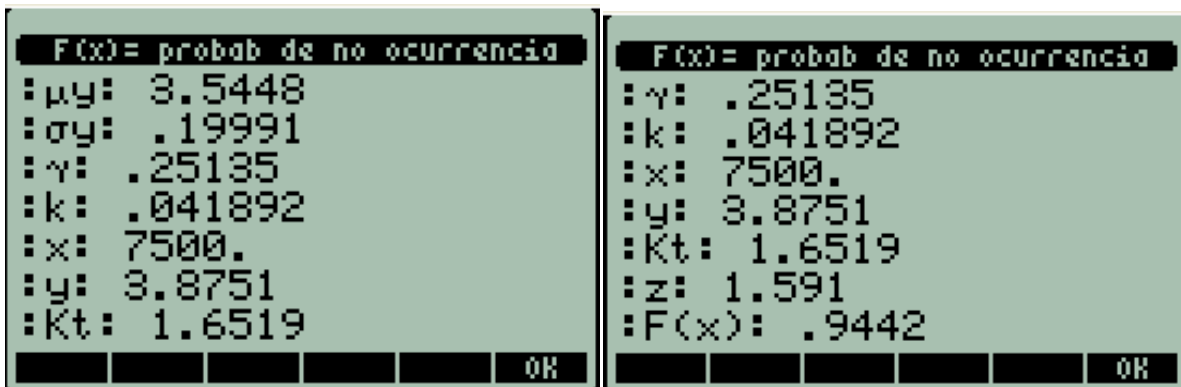 F(x)= probab de no ocurrencia
:μy: 3.5448
:σy: .19991
:γ: .25135
:k: .041892
:x: 7500.
:y: 3.8751
:Kt: 1.6519
OK
F(x)= probab de no ocurrencia
:γ: .25135
:k: .041892
:x: 7500.
:y: 3.8751
:Kt: 1.6519
:z: 1.591
:F(x): .9442
OK